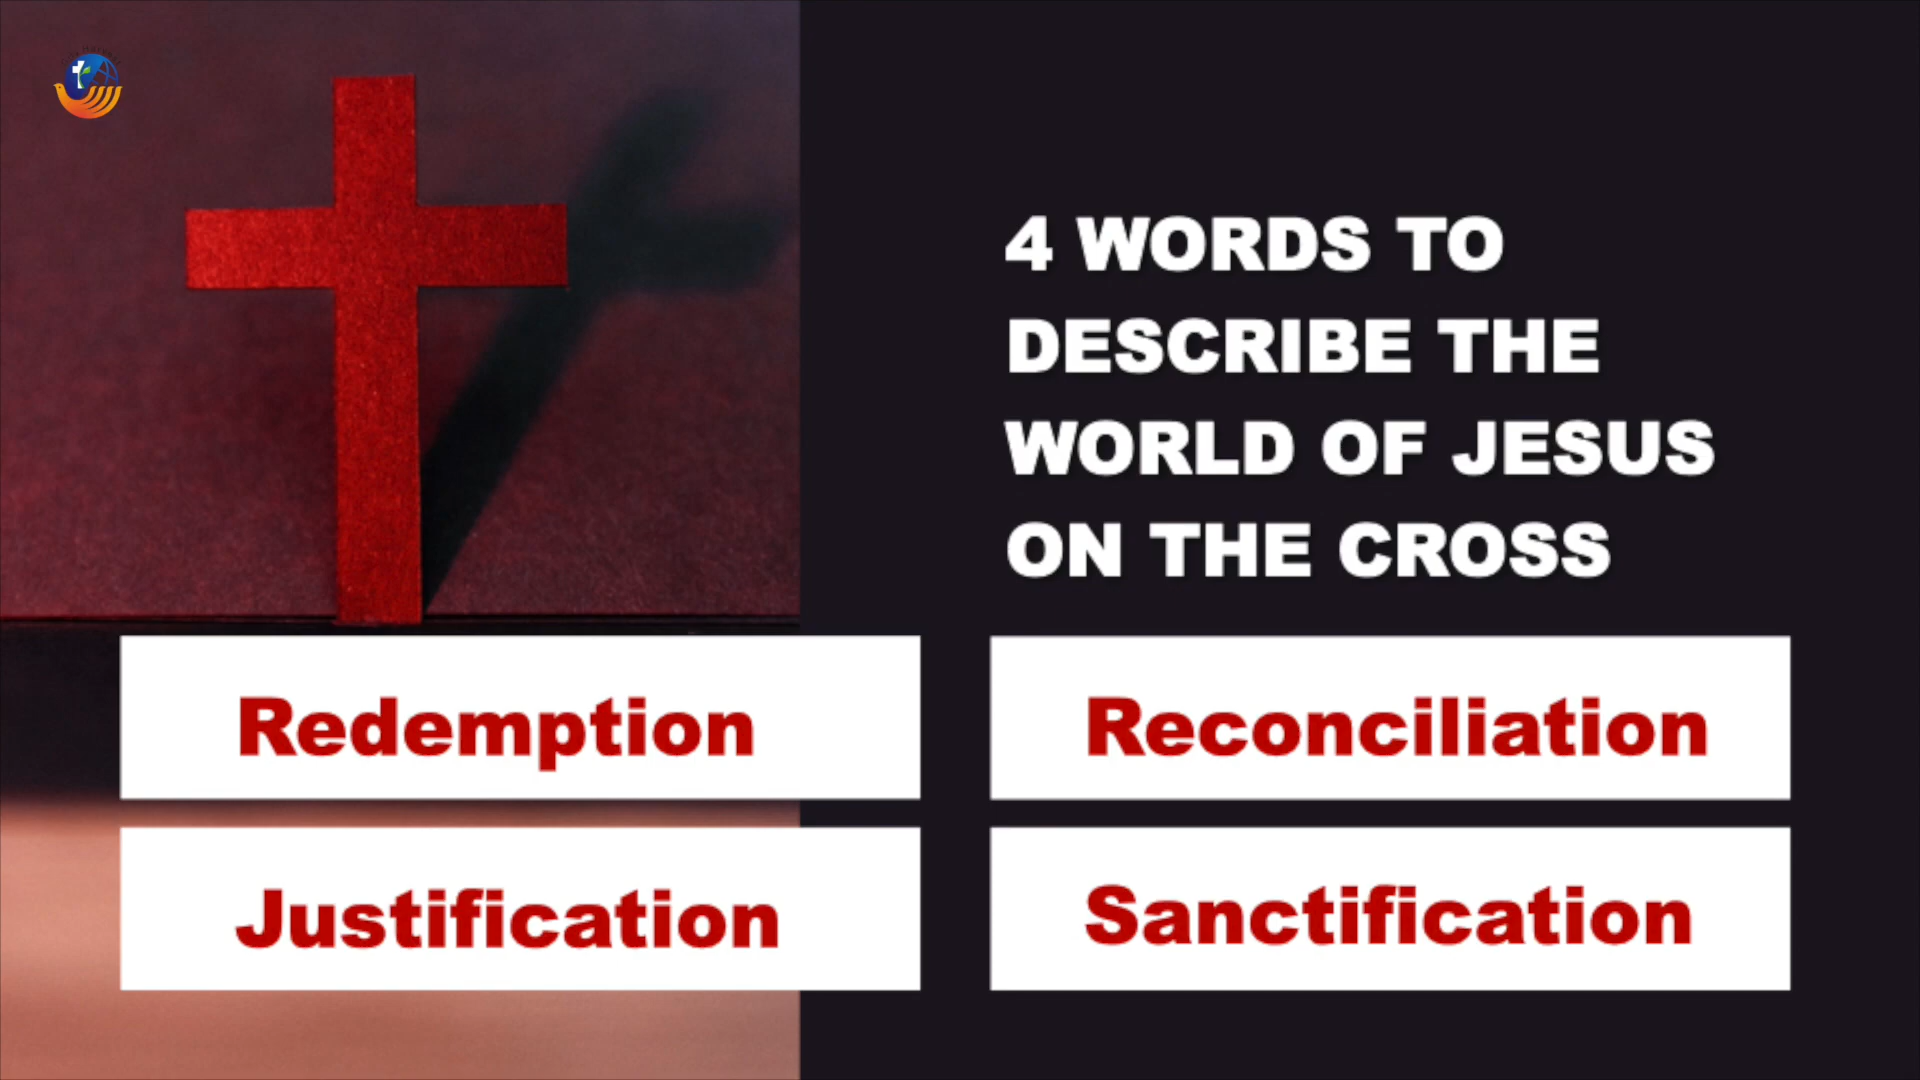 4 WORDS TO
DESCRIBE THE
WORLD OF JESUS
ON THE CROSS
Redemption
Reconciliation
Justification
Sanctification